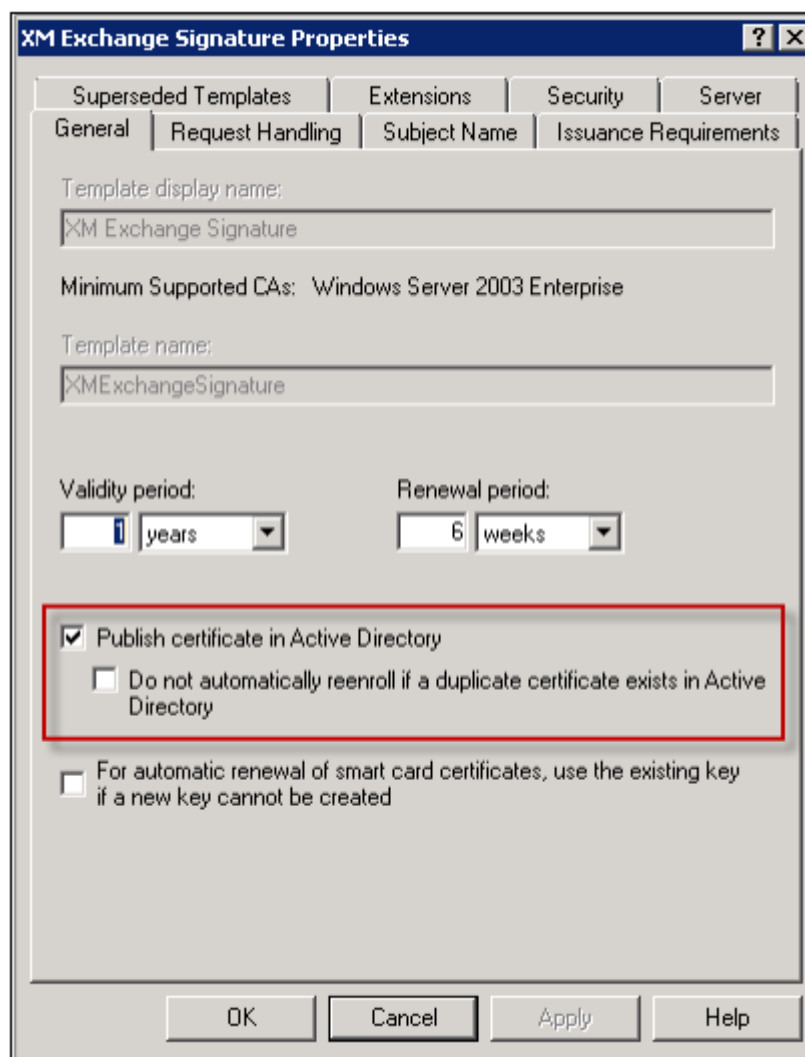 XM Exchange Signature Properties
Superseded Templates Extensions Security Server
General Request Handling Subject Name Issuance Requirements
Template display name:
XM Exchange Signature
Minimum Supported CAs: Windows Server 2003 Enterprise
Template name:
XMExchangeSignature
Validity period: Renewal period:
1 years 6 weeks
Publish certificate in Active Directory
Do not automatically reenroll if a duplicate certificate exists in Active
Directory
For automatic renewal of smart card certificates, use the existing key
if a new key cannot be created
OK Cancel Apply Help